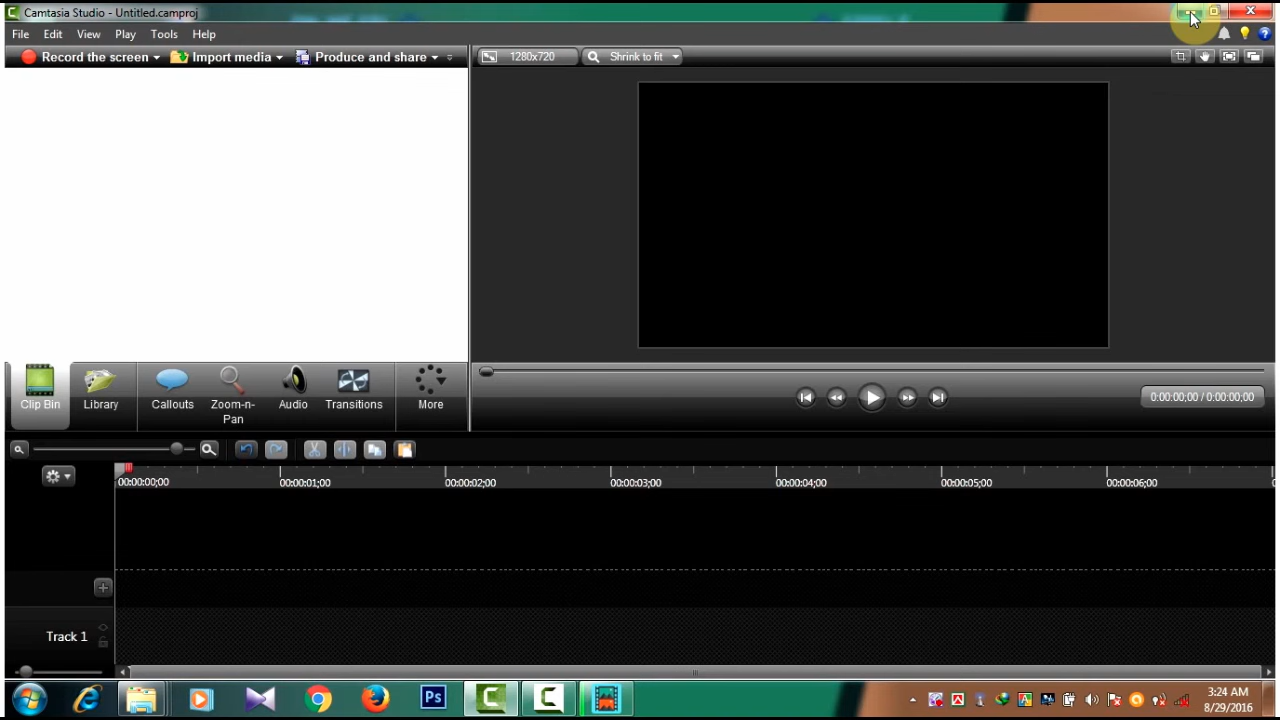 Camtasia Studio - Untitled.camproj
File Edit View Play Tools Help
Record the screen Import media Produce and share 1280x720 Shrink to fit
Clip Bin Library Callouts Zoom-n-Pan Audio Transitions More
0:00:00;00 / 0:00:00;00
00:00:00;00 00:00:01;00 00:00:02;00 00:00:03;00 00:00:04;00 00:00:05;00 00:00:06;00
Track 1
Ps
3:24 AM
8/29/2016